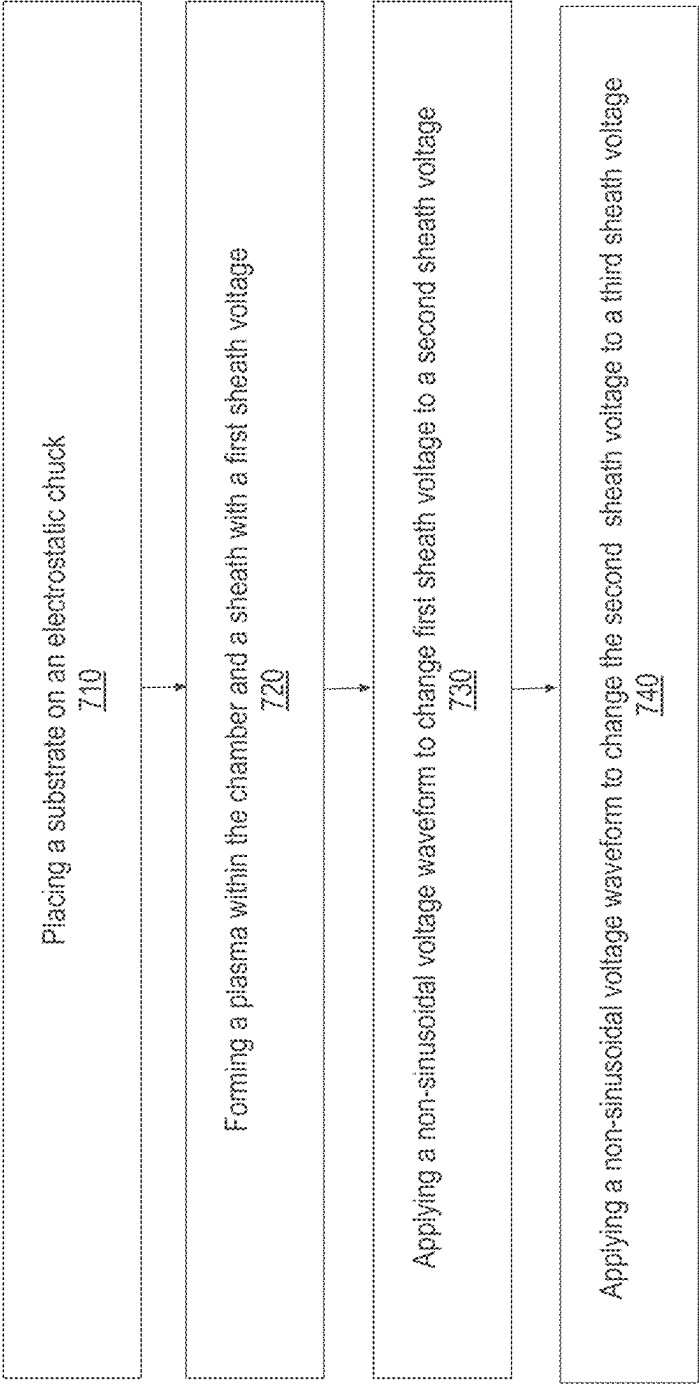 Placing a substrate on an electrostatic chuck
710
Forming a plasma within the chamber and a sheath with a first sheath voltage
720
Applying a non-sinusoidal voltage waveform to change first sheath voltage to a second sheath voltage
730
Applying a non-sinusoidal voltage waveform to change the second sheath voltage to a third sheath voltage
740